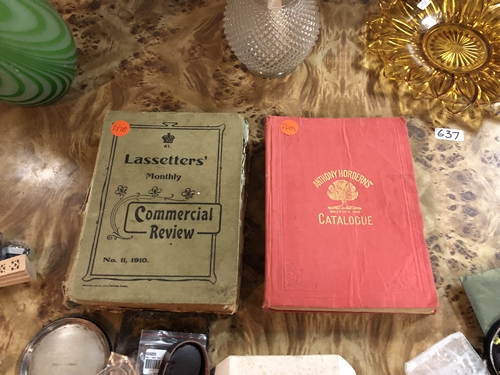 Lassetters'
Monthly
Commercial
Review
No. 11, 1910.
ANTHONY HORDERNS'
CATALOGUE
637